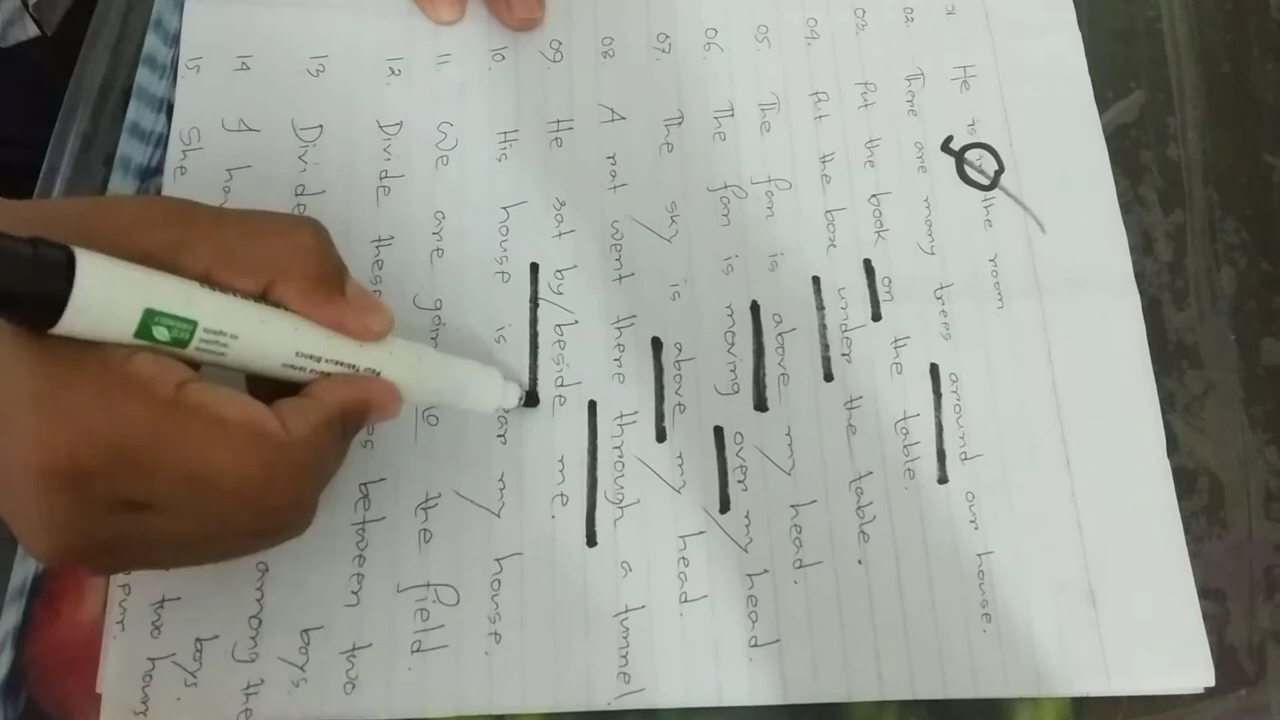 01 He is in the room.
02. There are many trees around our house.
03. Put the book on the table.
04. Put the box under the table.
05. The fan is above my head.
06. The fan is moving over my head.
07. The sky is above my head.
08 A rat went there through a tunnel.
09. He sat by/beside me.
10. His house is my house.
11. We are to the field.
12. Divide between two boys.
13 Divide among the boys.
14 I two hours
15. She